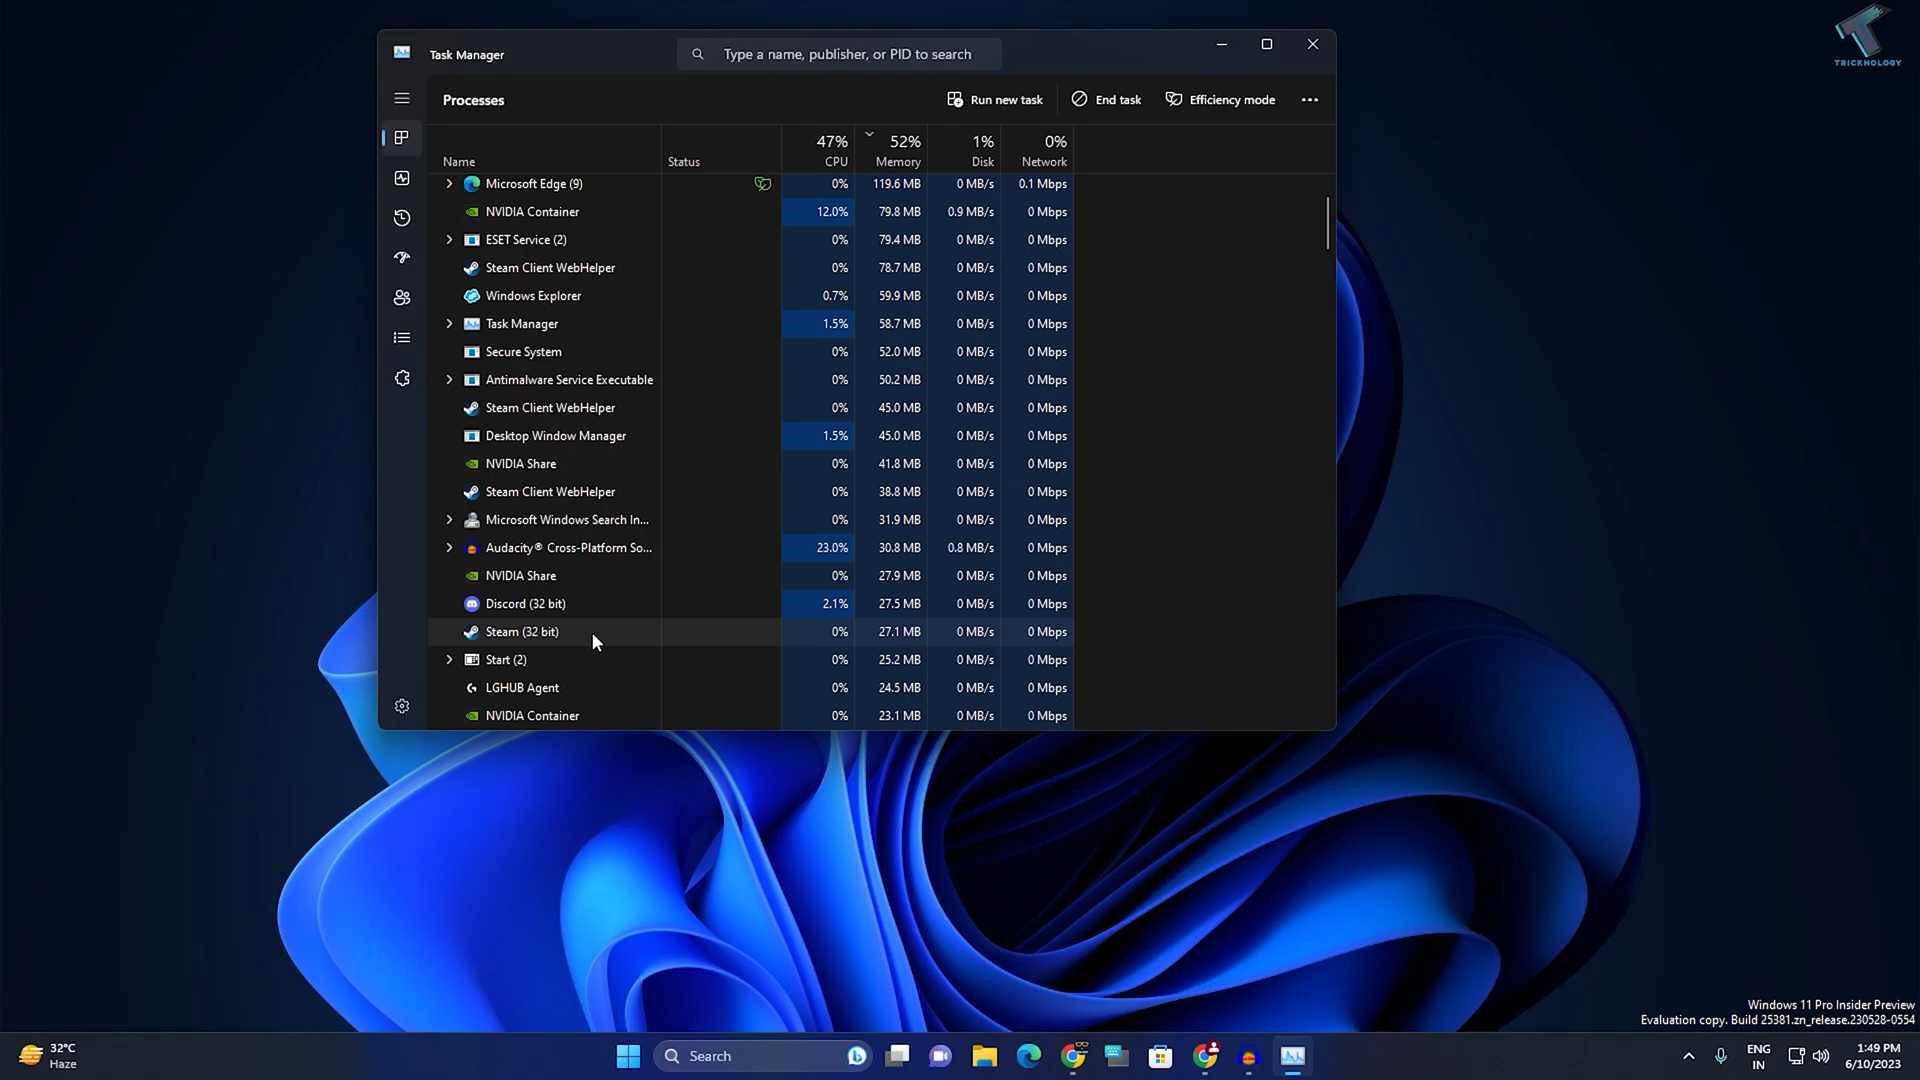 TRICKNOLOGY
Task Manager
Type a name, publisher, or PID to search
Processes
Run new task
End task
Efficiency mode
47% 52% 1% 0%
Name Status CPU Memory Disk Network
Microsoft Edge (9) 0% 119.6 MB 0 MB/s 0.1 Mbps
NVIDIA Container 12.0% 79.8 MB 0.9 MB/s 0 Mbps
ESET Service (2) 0% 79.4 MB 0 MB/s 0 Mbps
Steam Client WebHelper 0% 78.7 MB 0 MB/s 0 Mbps
Windows Explorer 0.7% 59.9 MB 0 MB/s 0 Mbps
Task Manager 1.5% 58.7 MB 0 MB/s 0 Mbps
Secure System 0% 52.0 MB 0 MB/s 0 Mbps
Antimalware Service Executable 0% 50.2 MB 0 MB/s 0 Mbps
Steam Client WebHelper 0% 45.0 MB 0 MB/s 0 Mbps
Desktop Window Manager 1.5% 45.0 MB 0 MB/s 0 Mbps
NVIDIA Share 0% 41.8 MB 0 MB/s 0 Mbps
Steam Client WebHelper 0% 38.8 MB 0 MB/s 0 Mbps
Microsoft Windows Search In... 0% 31.9 MB 0 MB/s 0 Mbps
Audacity® Cross-Platform So... 23.0% 30.8 MB 0.8 MB/s 0 Mbps
NVIDIA Share 0% 27.9 MB 0 MB/s 0 Mbps
Discord (32 bit) 2.1% 27.5 MB 0 MB/s 0 Mbps
Steam (32 bit) 0% 27.1 MB 0 MB/s 0 Mbps
Start (2) 0% 25.2 MB 0 MB/s 0 Mbps
LGHUB Agent 0% 24.5 MB 0 MB/s 0 Mbps
NVIDIA Container 0% 23.1 MB 0 MB/s 0 Mbps
Windows 11 Pro Insider Preview
Evaluation copy. Build 25381.zn_release.230528-0554
32°C
Haze
Search
ENG
IN
1:49 PM
6/10/2023